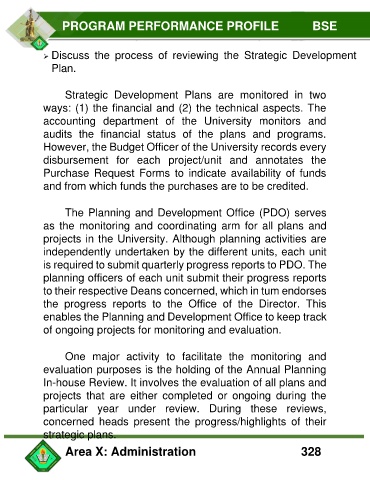 PROGRAM PERFORMANCE PROFILE BSE
➢ Discuss the process of reviewing the Strategic Development
Plan.
Strategic Development Plans are monitored in two
ways: (1) the financial and (2) the technical aspects. The
accounting department of the University monitors and
audits the financial status of the plans and programs.
However, the Budget Officer of the University records every
disbursement for each project/unit and annotates the
Purchase Request Forms to indicate availability of funds
and from which funds the purchases are to be credited.
The Planning and Development Office (PDO) serves
as the monitoring and coordinating arm for all plans and
projects in the University. Although planning activities are
independently undertaken by the different units, each unit
is required to submit quarterly progress reports to PDO. The
planning officers of each unit submit their progress reports
to their respective Deans concerned, which in turn endorses
the progress reports to the Office of the Director. This
enables the Planning and Development Office to keep track
of ongoing projects for monitoring and evaluation.
One major activity to facilitate the monitoring and
evaluation purposes is the holding of the Annual Planning
In-house Review. It involves the evaluation of all plans and
projects that are either completed or ongoing during the
particular year under review. During these reviews,
concerned heads present the progress/highlights of their
strategic plans.
Area X: Administration 328